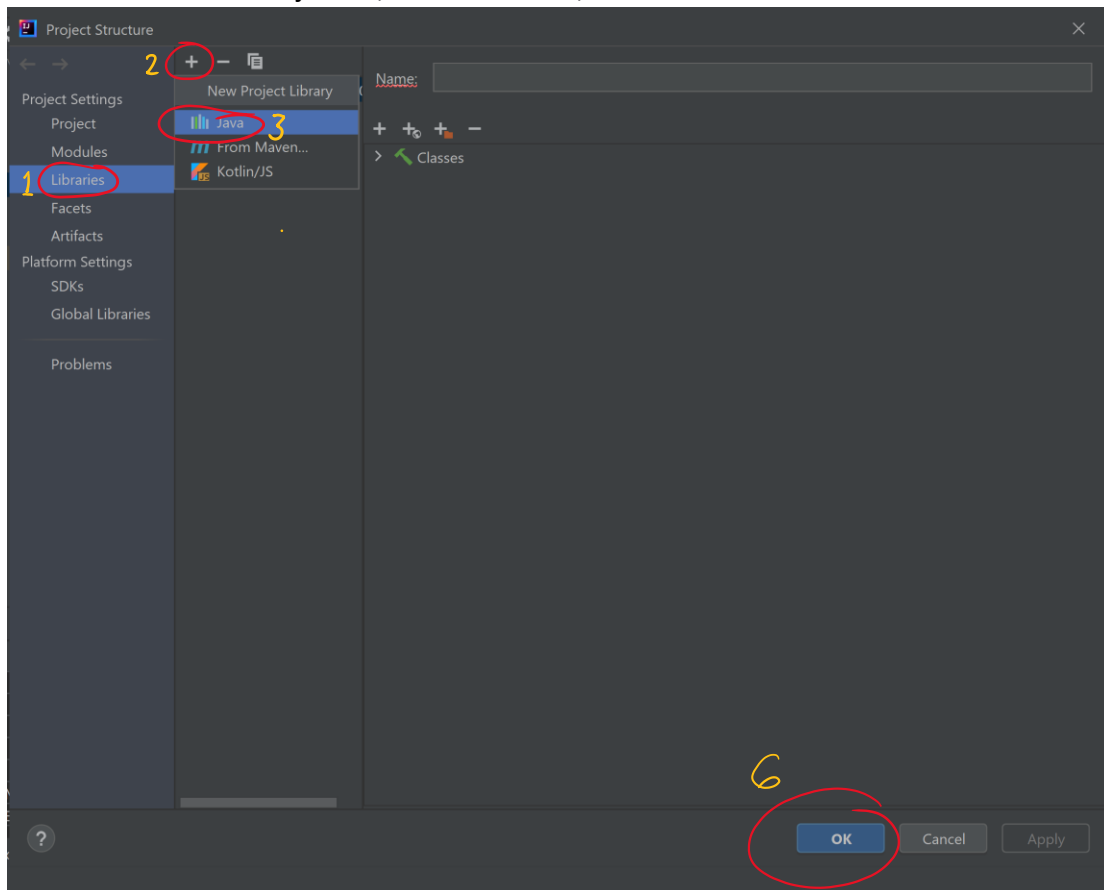 Project Structure
2
New Project Library
Name:
Project Settings
Project
Java
3
Modules
From Maven...
Classes
1
Libraries
Kotlin/JS
Facets
Artifacts
Platform Settings
SDKs
Global Libraries
Problems
6
?
OK
Cancel
Apply